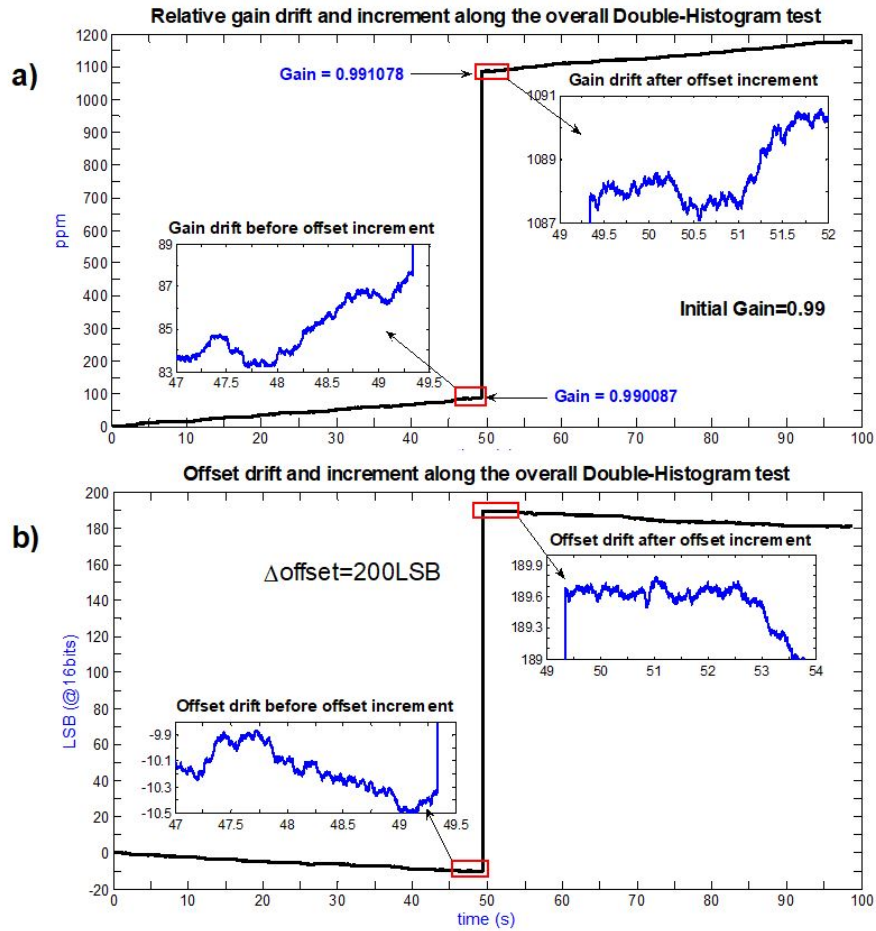 Relative gain drift and increment along the overall Double-Histogram test
a)
1200
1100
1000
900
800
700
600
500
400
300
200
100
0
ppm
Gain = 0.991078
Gain drift after offset increment
1091
1089
1087
49 49.5 50 50.5 51 51.5 52
Gain drift before offset increment
89
87
85
83
47 47.5 48 48.5 49 49.5
Initial Gain=0.99
Gain = 0.990087
0 10 20 30 40 50 60 70 80 90 100
Offset drift and increment along the overall Double-Histogram test
b)
200
180
160
140
120
100
80
60
40
20
0
-20
LSB (@16bits)
Δoffset=200LSB
Offset drift after offset increment
189.9
189.6
189.3
189
49 50 51 52 53 54
Offset drift before offset increment
-9.9
-10.1
-10.3
-10.5
47 47.5 48 48.5 49 49.5
0 10 20 30 40 50 60 70 80 90 100
time (s)